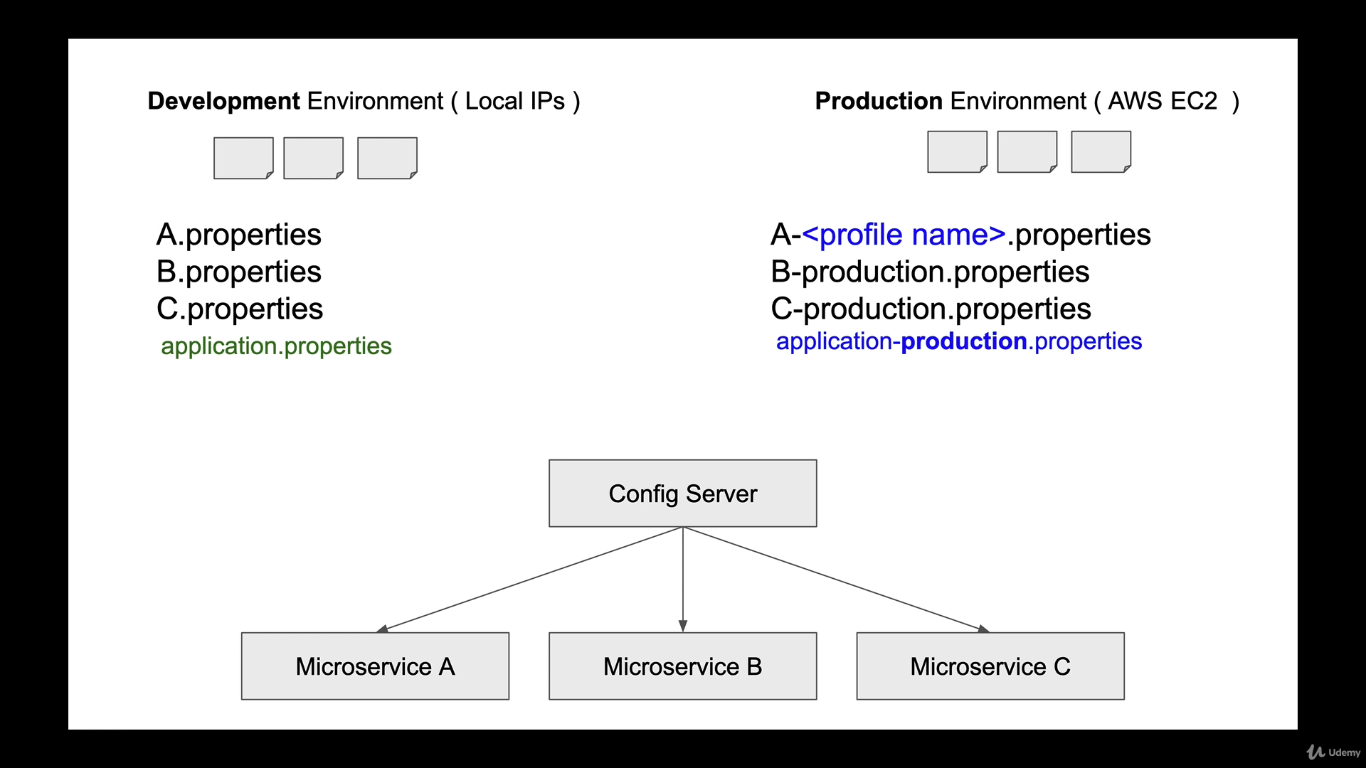 Development Environment ( Local IPs )
A.properties
B.properties
C.properties
application.properties
Production Environment ( AWS EC2 )
A-<profile name>.properties
B-production.properties
C-production.properties
application-production.properties
Config Server
Microservice A
Microservice B
Microservice C
Udemy